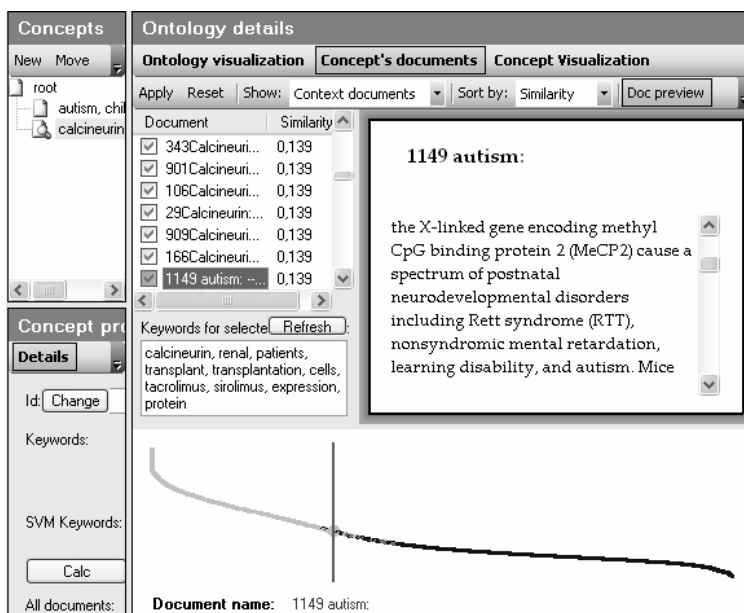 Concepts
New Move
root
autism, chil
calcineurin
Concept pro
Details
Id: Change
Keywords:
SVM Keywords:
Calc
All documents:
Ontology details
Ontology visualization Concept's documents Concept Visualization
Apply Reset Show: Context documents Sort by: Similarity Doc preview
Document Similarity
343Calcineuri... 0,139
901Calcineuri... 0,139
106Calcineuri... 0,139
29Calcineurin:... 0,139
909Calcineuri... 0,139
166Calcineuri... 0,139
1149 autism: --... 0,139
Keywords for selecte Refresh :
calcineurin, renal, patients,
transplant, transplantation, cells,
tacrolimus, sirolimus, expression,
protein
1149 autism:
the X-linked gene encoding methyl
CpG binding protein 2 (MeCP2) cause a
spectrum of postnatal
neurodevelopmental disorders
including Rett syndrome (RTT),
nonsyndromic mental retardation,
learning disability, and autism. Mice
Document name: 1149 autism: